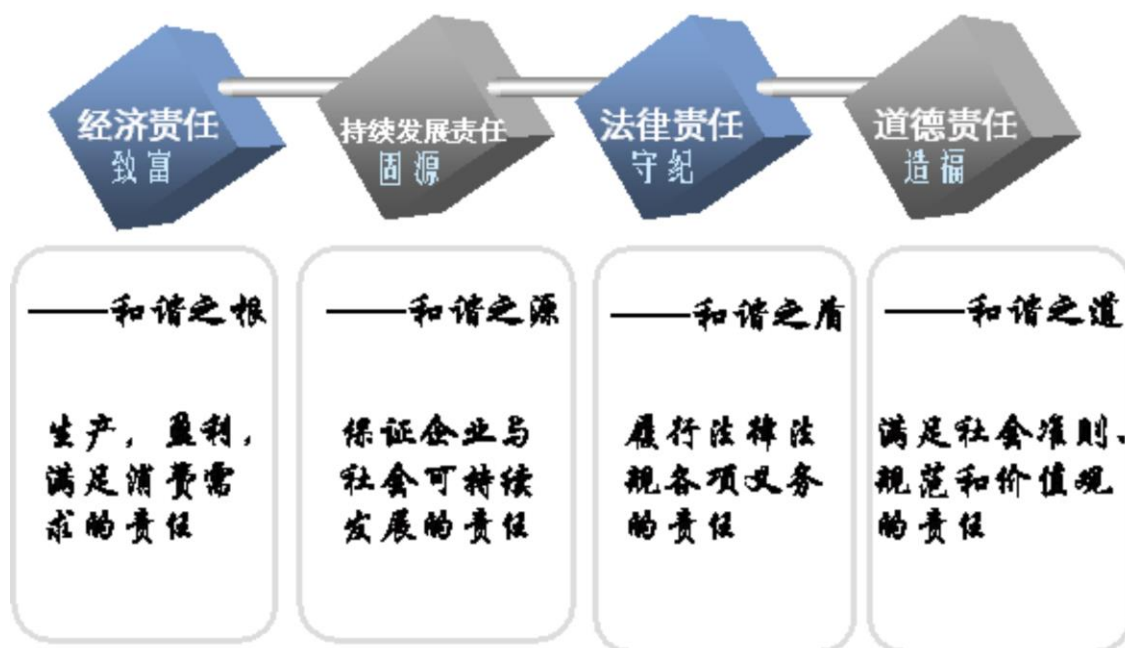 经济责任
致富
持续发展责任
固源
法律责任
守纪
道德责任
造福
——和谐之根
生产，盈利，
满足消费需
求的责任
——和谐之源
保证企业与
社会可持续
发展的责任
——和谐之盾
履行法律法
规各项义务
的责任
——和谐之道
满足社会准则、
规范和价值观
的责任